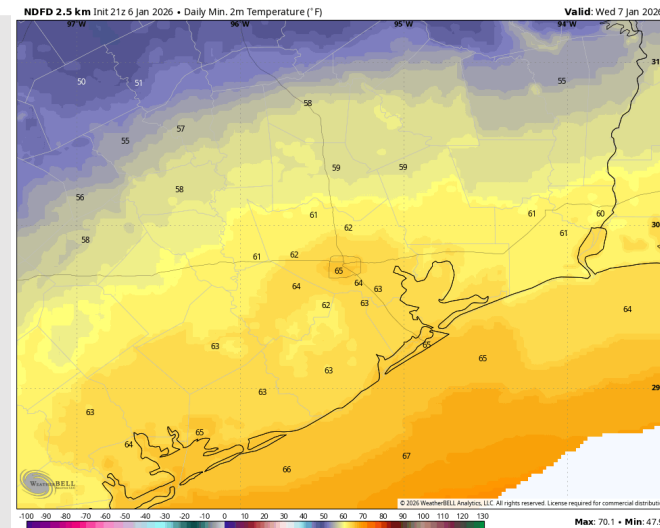 NDFD 2.5 km Init 21z 6 Jan 2026 • Daily Min. 2m Temperature (°F)
Valid: Wed 7 Jan 2026
97°W 96°W 95°W 94°W
31
50 51 55
58
57
55
59 59
58
56
61 62 61 60
61
30
58
61 62
65
64 64 63
62 63
64
63 65 65
63
29
63
63
65
64
66 67
WeatherBELL
© 2026 WeatherBELL Analytics, LLC. All rights reserved. License required for commercial distribution
-100 -90 -80 -70 -60 -50 -40 -30 -20 -10 0 10 20 30 40 50 60 70 80 90 100 110 120 130
Max: 70.1 • Min: 47.